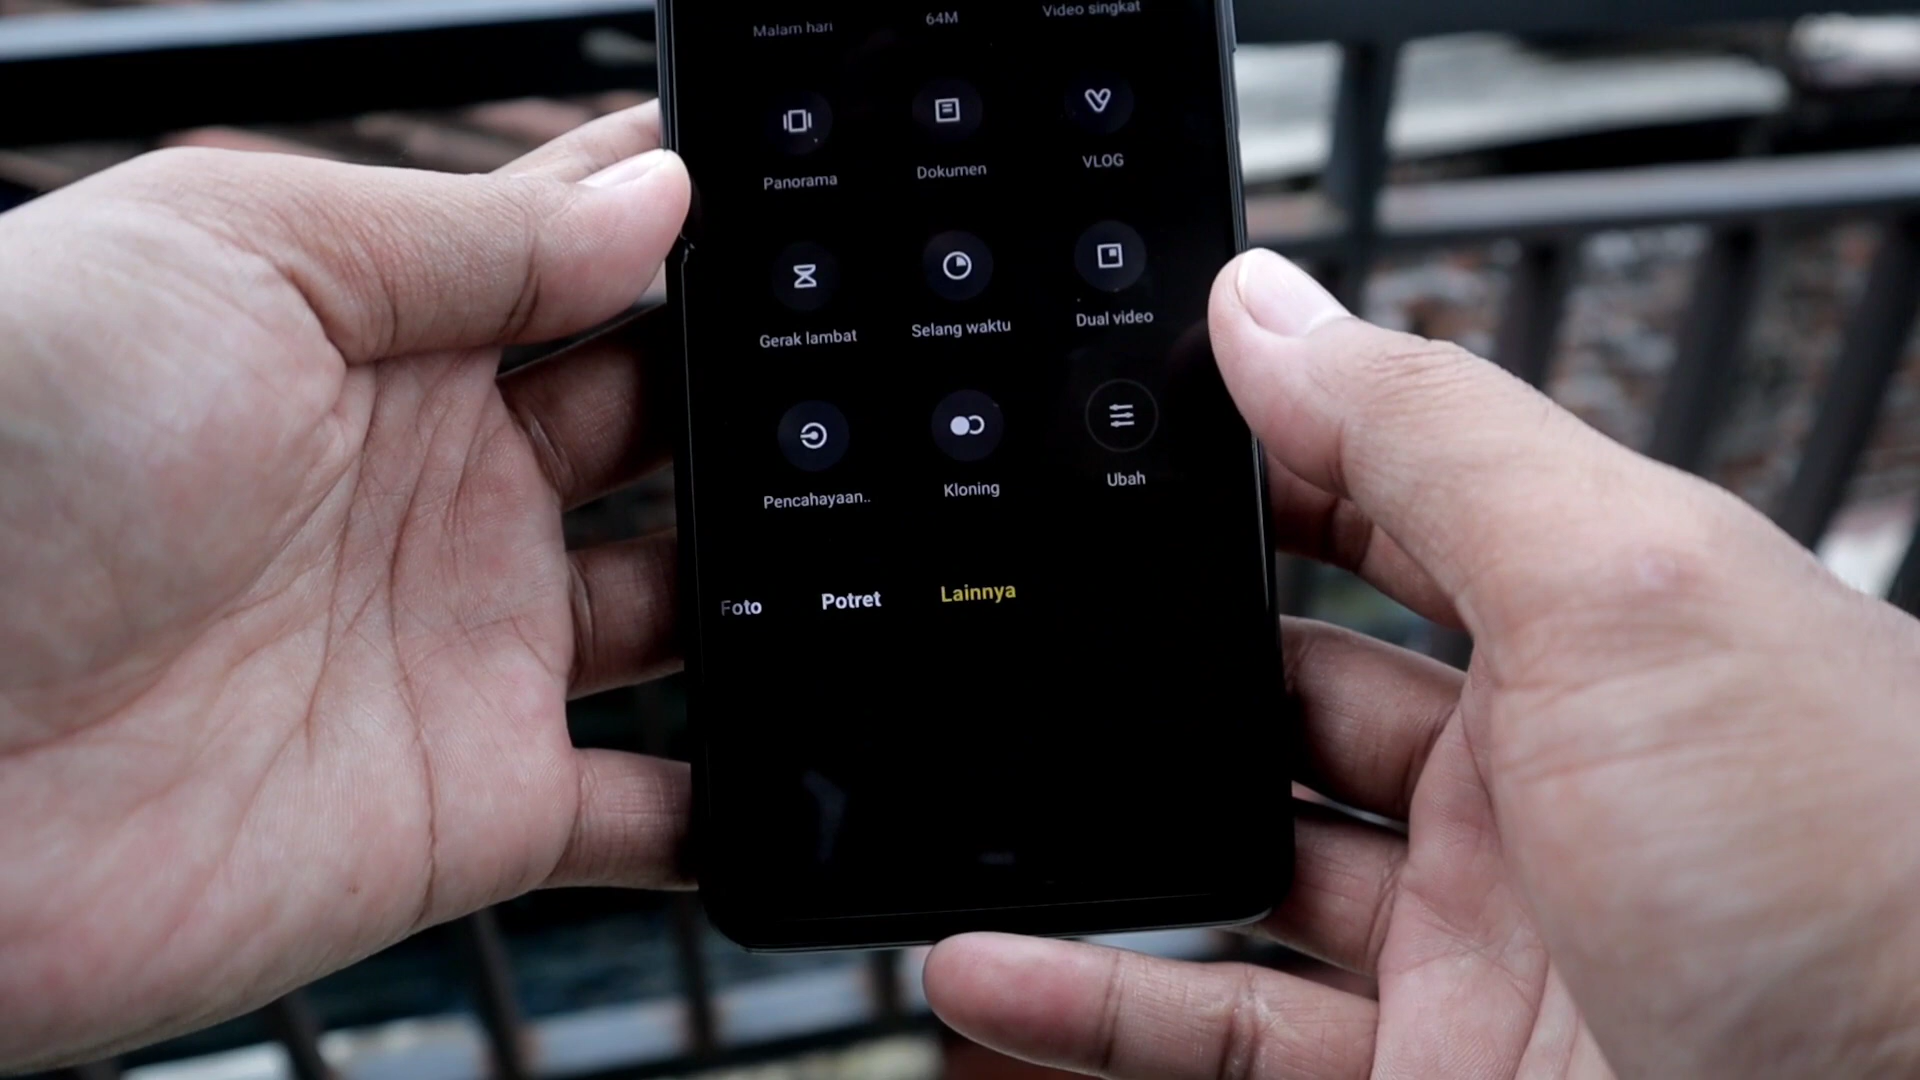 Malam hari 64M Video singkat
Panorama Dokumen VLOG
Gerak lambat Selang waktu Dual video
Pencahayaan.. Kloning Ubah
Foto Potret Lainnya